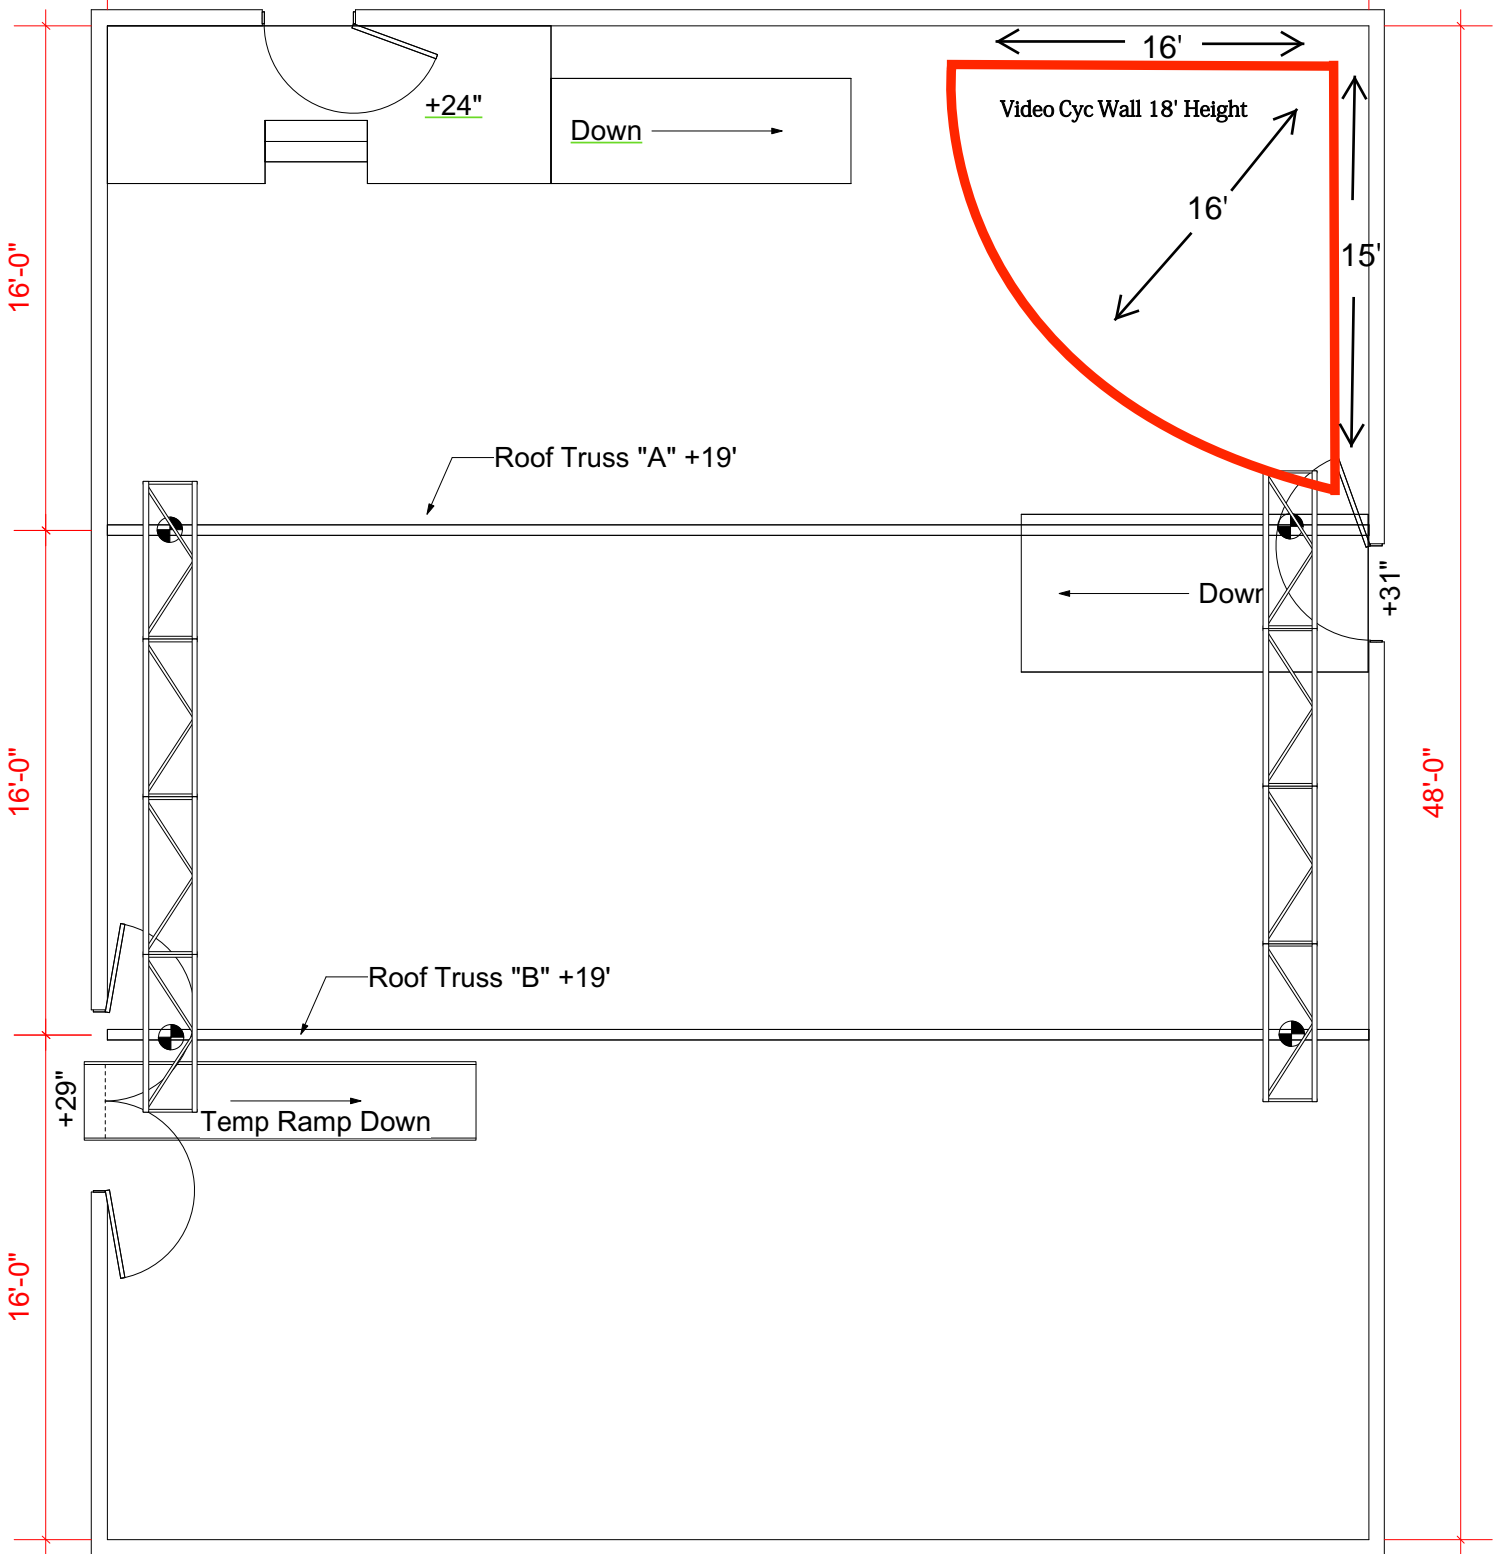 16'
+24"
Down
Video Cyc Wall 18' Height
16'
15'
16'-0"
Roof Truss "A" +19'
Down
+31"
16'-0"
48'-0"
Roof Truss "B" +19'
+29"
Temp Ramp Down
16'-0"